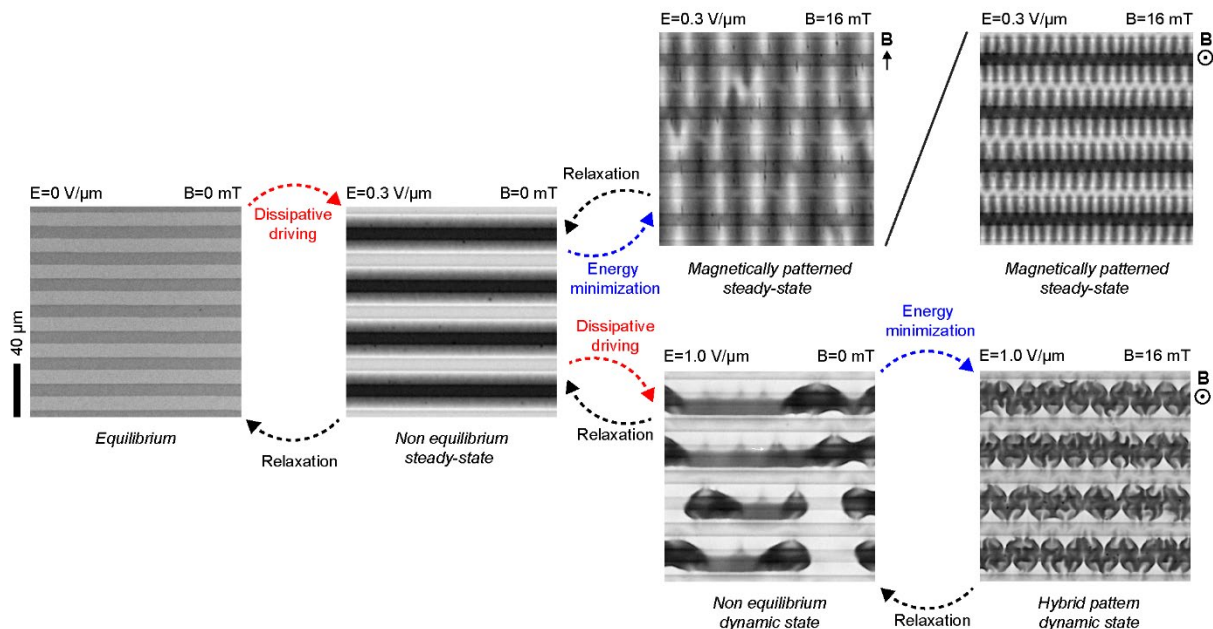 E=0.3 V/µm B=16 mT
B
E=0.3 V/µm B=16 mT
B
Relaxation
E=0 V/µm B=0 mT
Dissipative
driving
E=0.3 V/µm B=0 mT
Energy
minimization
Magnetically patterned
steady-state
Magnetically patterned
steady-state
40 µm
Equilibrium
Relaxation
Non equilibrium
steady-state
Dissipative
driving
Relaxation
Energy
minimization
E=1.0 V/µm B=0 mT
E=1.0 V/µm B=16 mT
B
Non equilibrium
dynamic state
Relaxation
Hybrid pattern
dynamic state